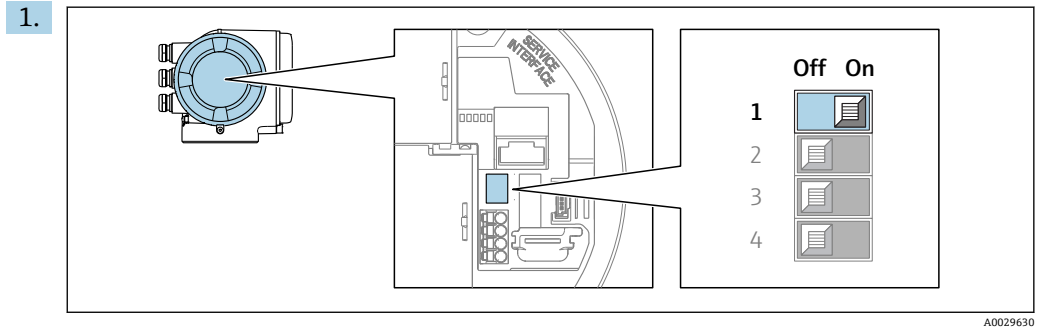 1.
SERVICE
INTERFACE
Off On
1
2
3
4
A0029630